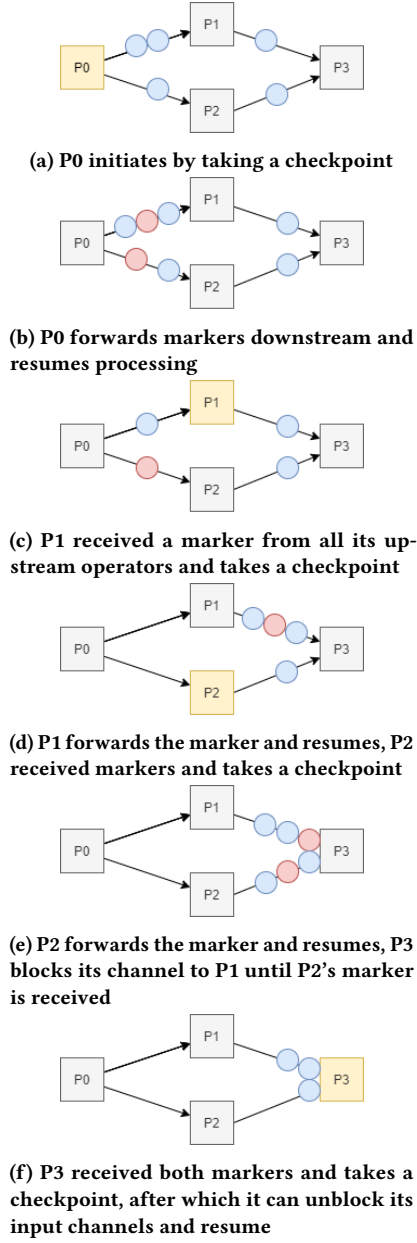 P0
P1
P2
P3
(a) P0 initiates by taking a checkpoint
P0
P1
P2
P3
(b) P0 forwards markers downstream and
resumes processing
P0
P1
P2
P3
(c) P1 received a marker from all its up-
stream operators and takes a checkpoint
P0
P1
P2
P3
(d) P1 forwards the marker and resumes, P2
received markers and takes a checkpoint
P0
P1
P2
P3
(e) P2 forwards the marker and resumes, P3
blocks its channel to P1 until P2's marker
is received
P0
P1
P2
P3
(f) P3 received both markers and takes a
checkpoint, after which it can unblock its
input channels and resume